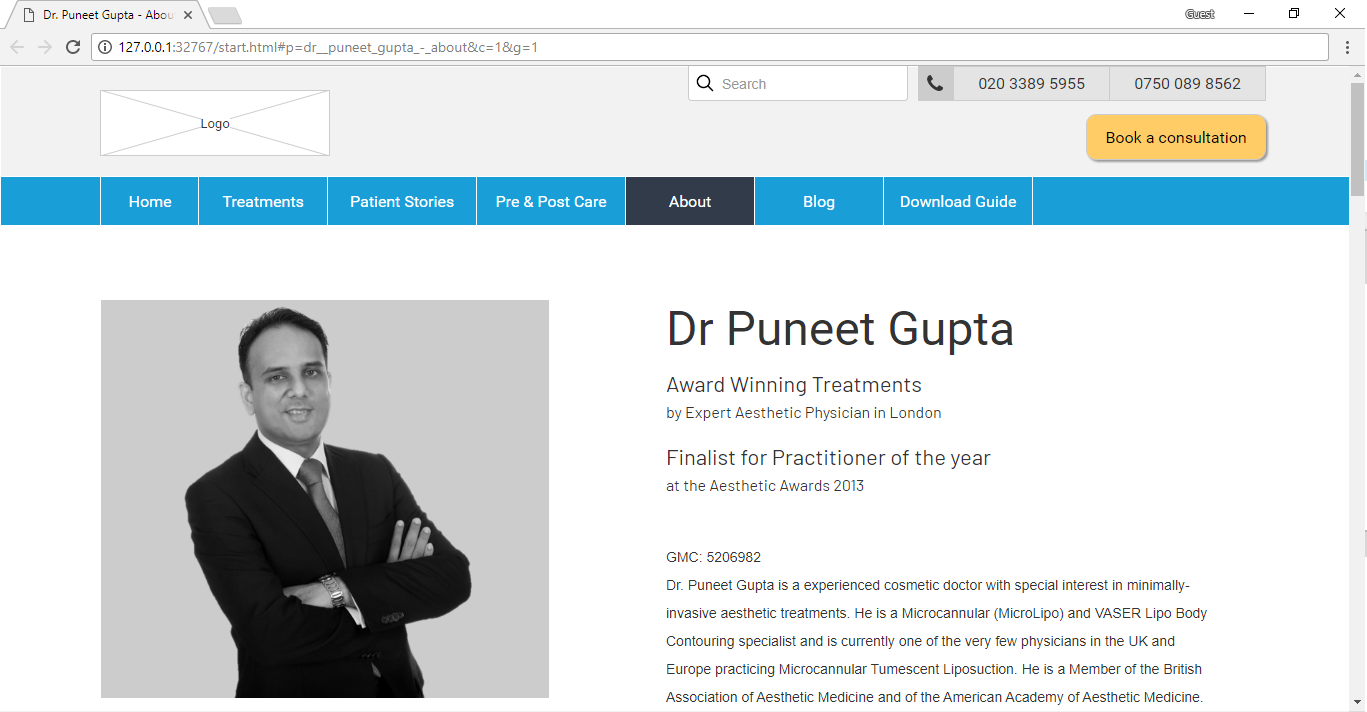 Dr. Puneet Gupta - Abou
Guest
127.0.0.1:32767/start.html#p=dr__puneet_gupta_-_about&c=1&g=1
Search
020 3389 5955
0750 089 8562
Logo
Book a consultation
Home
Treatments
Patient Stories
Pre & Post Care
About
Blog
Download Guide
Dr Puneet Gupta
Award Winning Treatments
by Expert Aesthetic Physician in London
Finalist for Practitioner of the year
at the Aesthetic Awards 2013
GMC: 5206982
Dr. Puneet Gupta is a experienced cosmetic doctor with special interest in minimally-
invasive aesthetic treatments. He is a Microcannular (MicroLipo) and VASER Lipo Body
Contouring specialist and is currently one of the very few physicians in the UK and
Europe practicing Microcannular Tumescent Liposuction. He is a Member of the British
Association of Aesthetic Medicine and of the American Academy of Aesthetic Medicine.